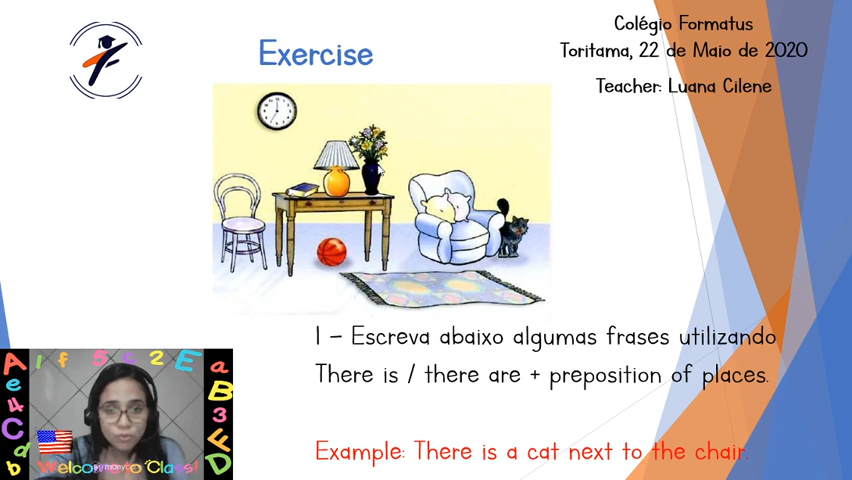 Colégio Formatus
Toritama, 22 de Maio de 2020
Teacher: Luana Cilene
Exercise
1 - Escreva abaixo algumas frases utilizando
There is / there are + preposition of places.
Example: There is a cat next to the chair.
Welcome to Class!